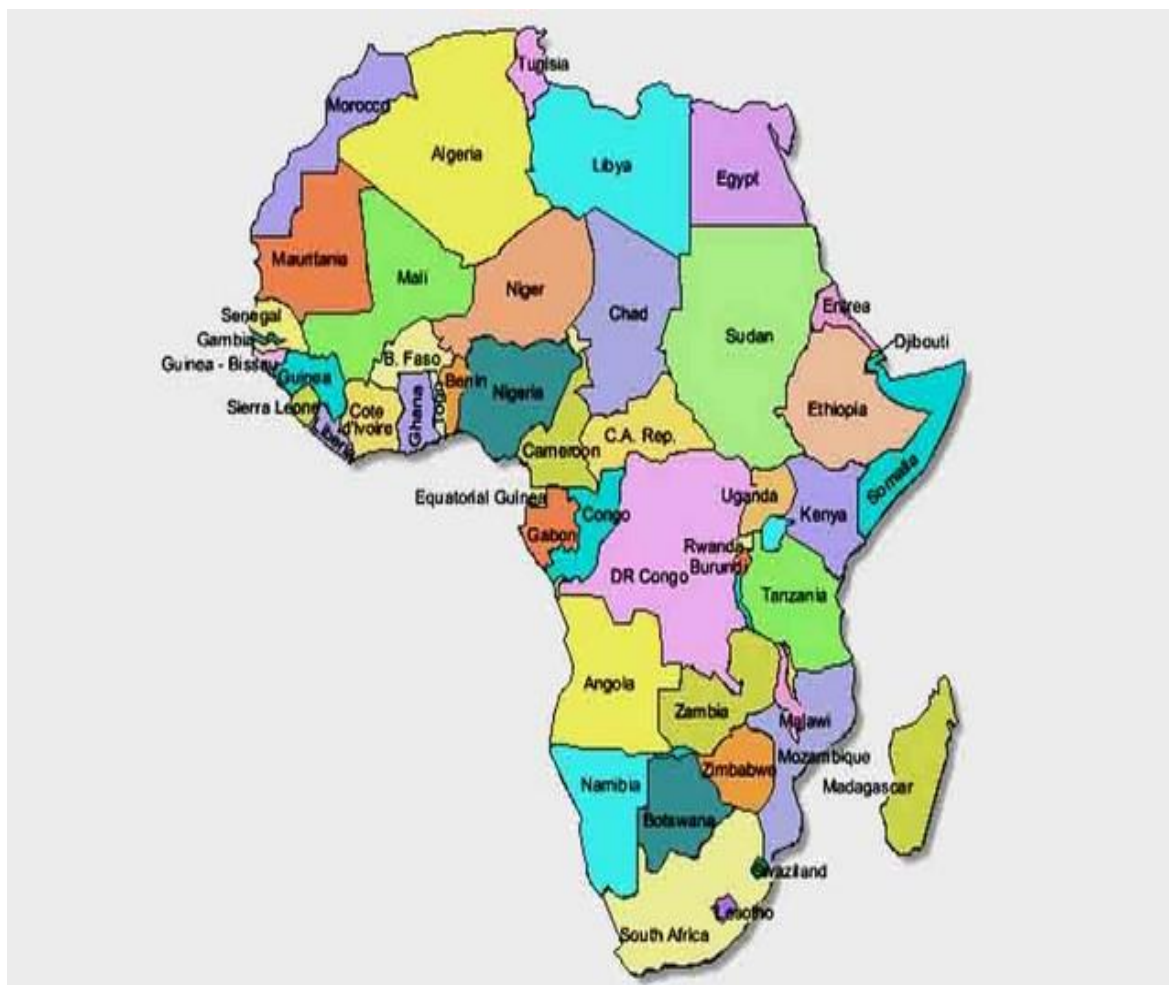 Tunisia
Morocco
Algeria
Libya
Egypt
Mauritania
Mali
Niger
Chad
Sudan
Eritrea
Senegal
Gambia
Djibouti
Guinea - Bissau
B. Faso
Guinea
Benin
Nigeria
Ethiopia
Sierra Leone
Cote
d'Ivoire
Ghana
Togo
Liberia
C.A. Rep.
Cameroon
Somalia
Equatorial Guinea
Uganda
Congo
Kenya
Gabon
Rwanda
Burundi
DR Congo
Tanzania
Angola
Zambia
Malawi
Mozambique
Zimbabwe
Namibia
Madagascar
Botswana
Swaziland
Lesotho
South Africa